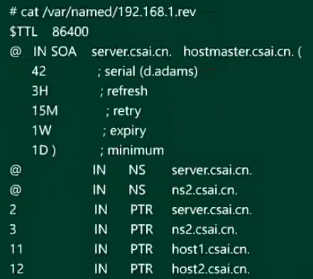 # cat /var/named/192.168.1.rev
$TTL 86400
@ IN SOA server.csai.cn. hostmaster.csai.cn. (
42 ; serial (d.adams)
3H ; refresh
15M ; retry
1W ; expiry
1D ) ; minimum
@ IN NS server.csai.cn.
@ IN NS ns2.csai.cn.
2 IN PTR server.csai.cn.
3 IN PTR ns2.csai.cn.
11 IN PTR host1.csai.cn.
12 IN PTR host2.csai.cn.